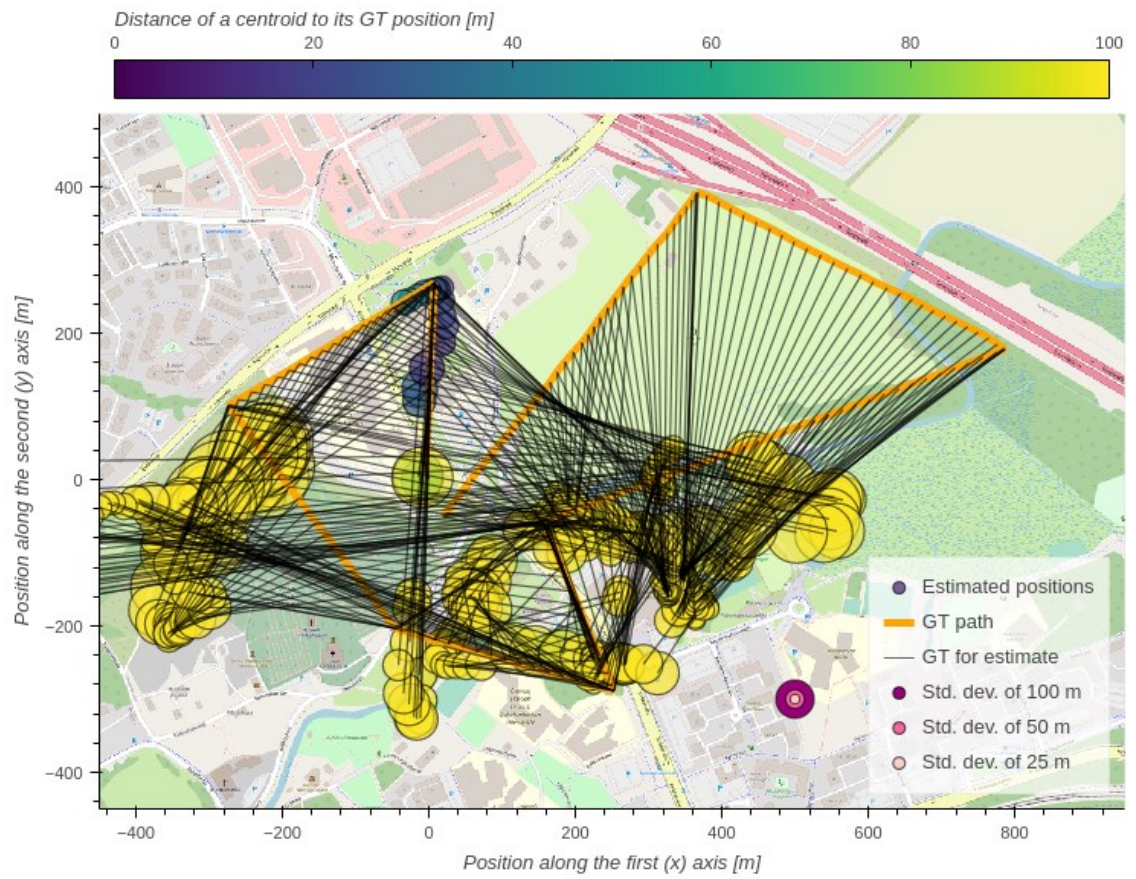 Distance of a centroid to its GT position [m]
0 20 40 60 80 100
Position along the second (y) axis [m]
400
200
0
−200
−400
Estimated positions
GT path
GT for estimate
Std. dev. of 100 m
Std. dev. of 50 m
Std. dev. of 25 m
−400 −200 0 200 400 600 800
Position along the first (x) axis [m]